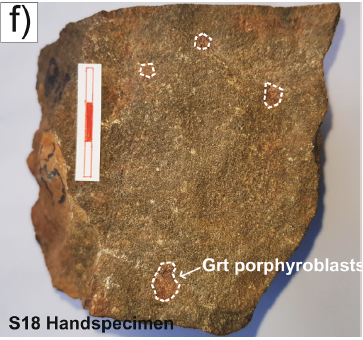 f)
Grt porphyroblasts
S18 Handspecimen